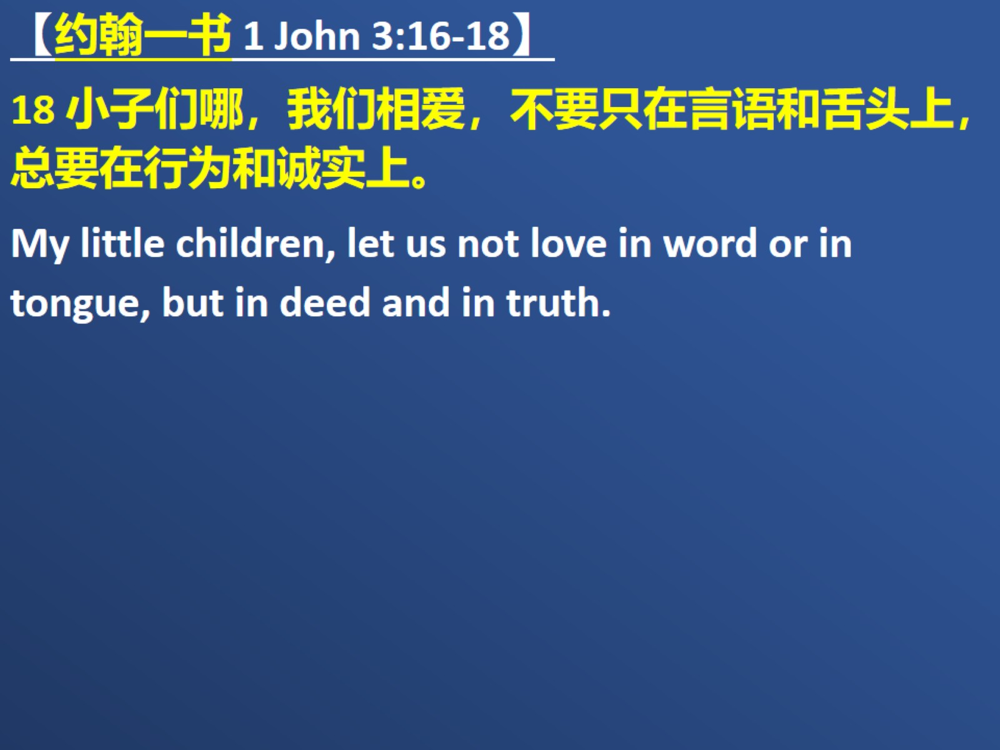 【约翰一书 1 John 3:16-18】
18 小子们哪，我们相爱，不要只在言语和舌头上，
总要在行为和诚实上。
My little children, let us not love in word or in
tongue, but in deed and in truth.